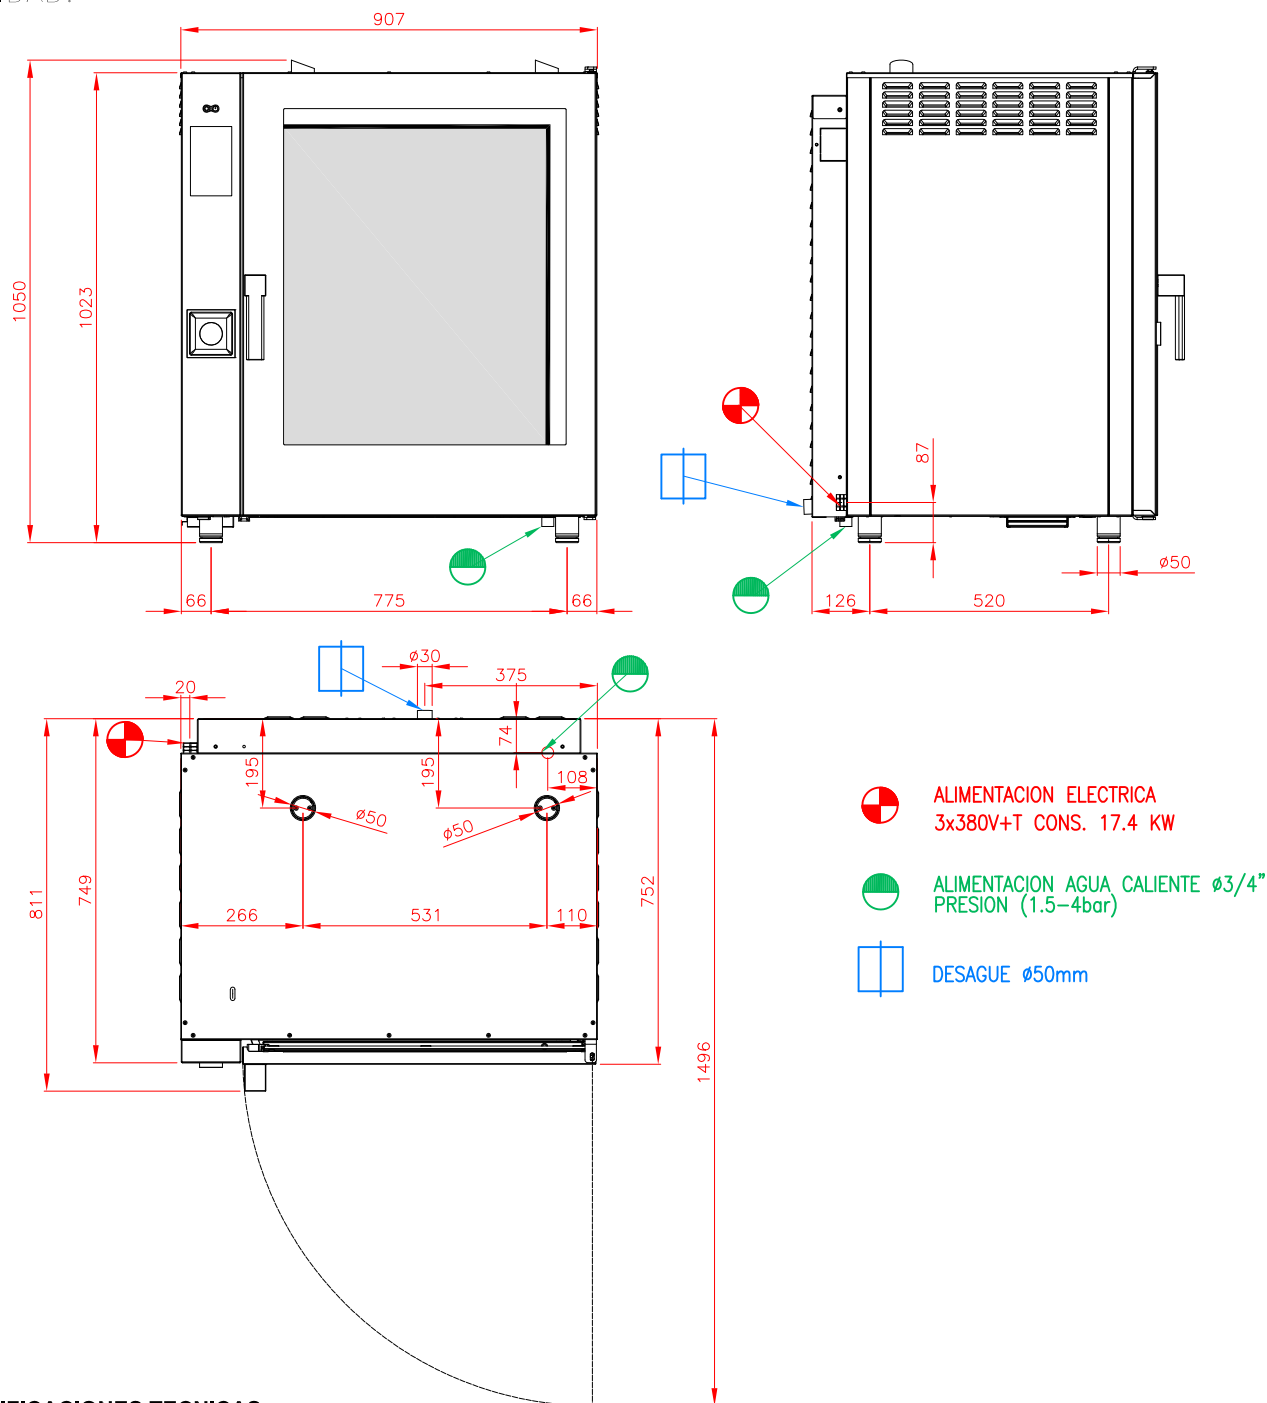 907
1050
1023
66
775
66
87
ø50
126
520
ø30
375
20
74
195
195
108
ø50
ø50
811
749
752
266
531
110
1496
ALIMENTACION ELECTRICA
3x380V+T CONS. 17.4 KW
ALIMENTACION AGUA CALIENTE ø3/4”
PRESION (1.5-4bar)
DESAGUE ø50mm